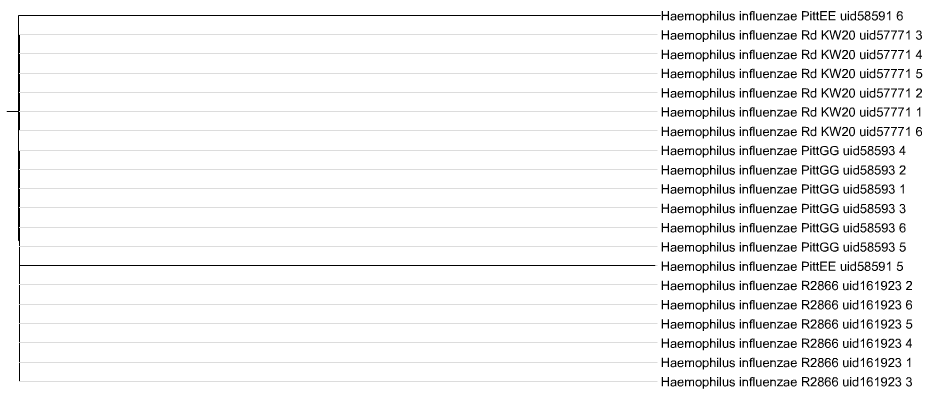 Haemophilus influenzae PittEE uid58591 6
Haemophilus influenzae Rd KW20 uid57771 3
Haemophilus influenzae Rd KW20 uid57771 4
Haemophilus influenzae Rd KW20 uid57771 5
Haemophilus influenzae Rd KW20 uid57771 2
Haemophilus influenzae Rd KW20 uid57771 1
Haemophilus influenzae Rd KW20 uid57771 6
Haemophilus influenzae PittGG uid58593 4
Haemophilus influenzae PittGG uid58593 2
Haemophilus influenzae PittGG uid58593 1
Haemophilus influenzae PittGG uid58593 3
Haemophilus influenzae PittGG uid58593 6
Haemophilus influenzae PittGG uid58593 5
Haemophilus influenzae PittEE uid58591 5
Haemophilus influenzae R2866 uid161923 2
Haemophilus influenzae R2866 uid161923 6
Haemophilus influenzae R2866 uid161923 5
Haemophilus influenzae R2866 uid161923 4
Haemophilus influenzae R2866 uid161923 1
Haemophilus influenzae R2866 uid161923 3